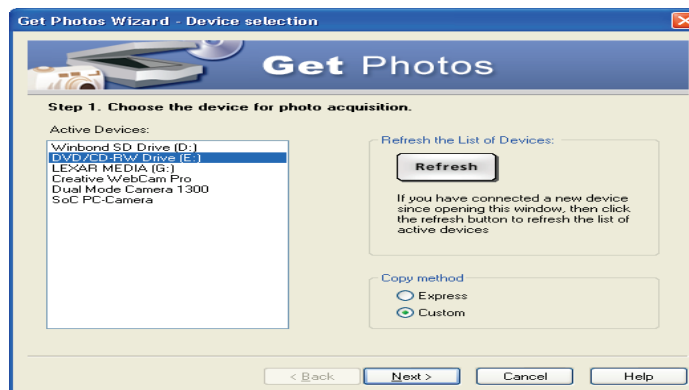 Get Photos Wizard - Device selection
Get Photos
Step 1. Choose the device for photo acquisition.
Active Devices:
Winbond SD Drive (D:)
DVD/CD-RW Drive (E:)
LEXAR MEDIA (G:)
Creative WebCam Pro
Dual Mode Camera 1300
SoC PC-Camera
Refresh the List of Devices:
Refresh
If you have connected a new device
since opening this window, then click
the refresh button to refresh the list of
active devices
Copy method
Express
Custom
< Back
Next >
Cancel
Help